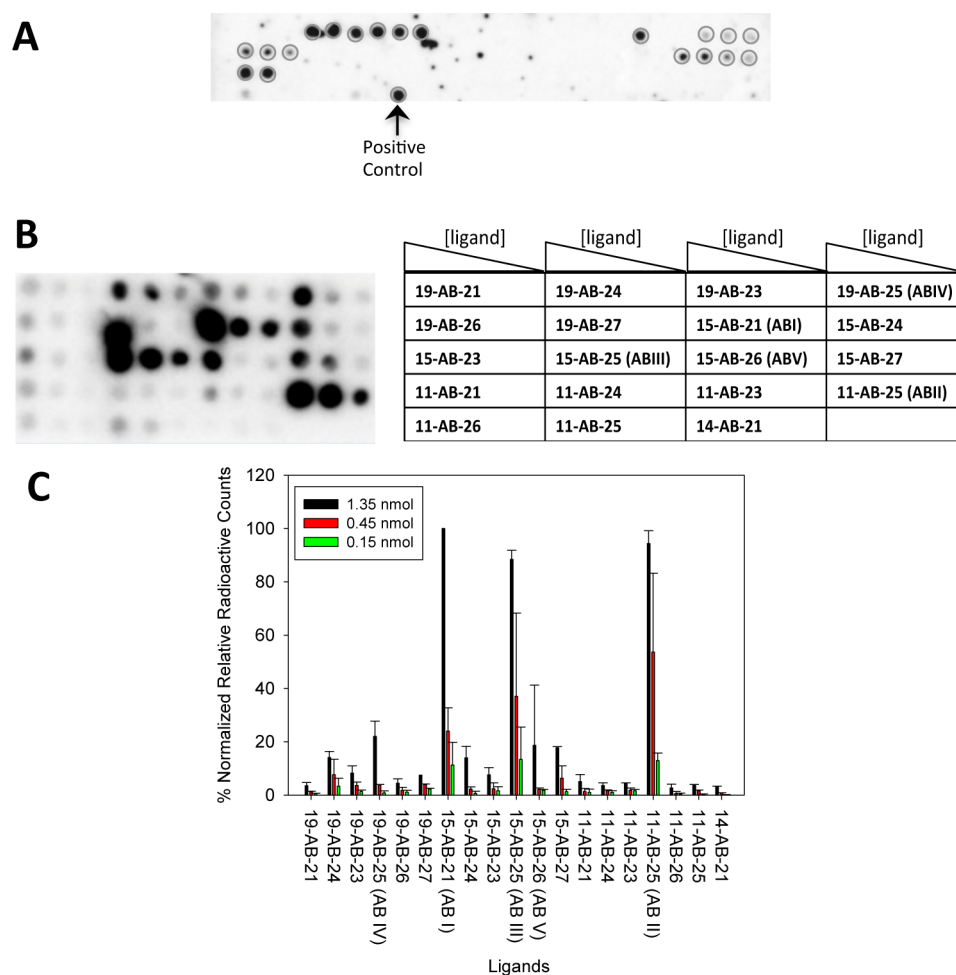 A
Positive
Control
B
[ligand] [ligand] [ligand] [ligand]
19-AB-21 19-AB-24 19-AB-23 19-AB-25 (ABIV)
19-AB-26 19-AB-27 15-AB-21 (ABI) 15-AB-24
15-AB-23 15-AB-25 (ABIII) 15-AB-26 (ABV) 15-AB-27
11-AB-21 11-AB-24 11-AB-23 11-AB-25 (ABII)
11-AB-26 11-AB-25 14-AB-21
C
% Normalized Relative Radioactive Counts
120
100
80
60
40
20
0
1.35 nmol
0.45 nmol
0.15 nmol
19-AB-21
19-AB-24
19-AB-23
19-AB-25 (AB IV)
19-AB-26
19-AB-27
15-AB-21 (AB I)
15-AB-24
15-AB-23
15-AB-25 (AB III)
15-AB-26 (AB V)
15-AB-27
11-AB-21
11-AB-24
11-AB-23
11-AB-25 (AB II)
11-AB-26
11-AB-25
14-AB-21
Ligands